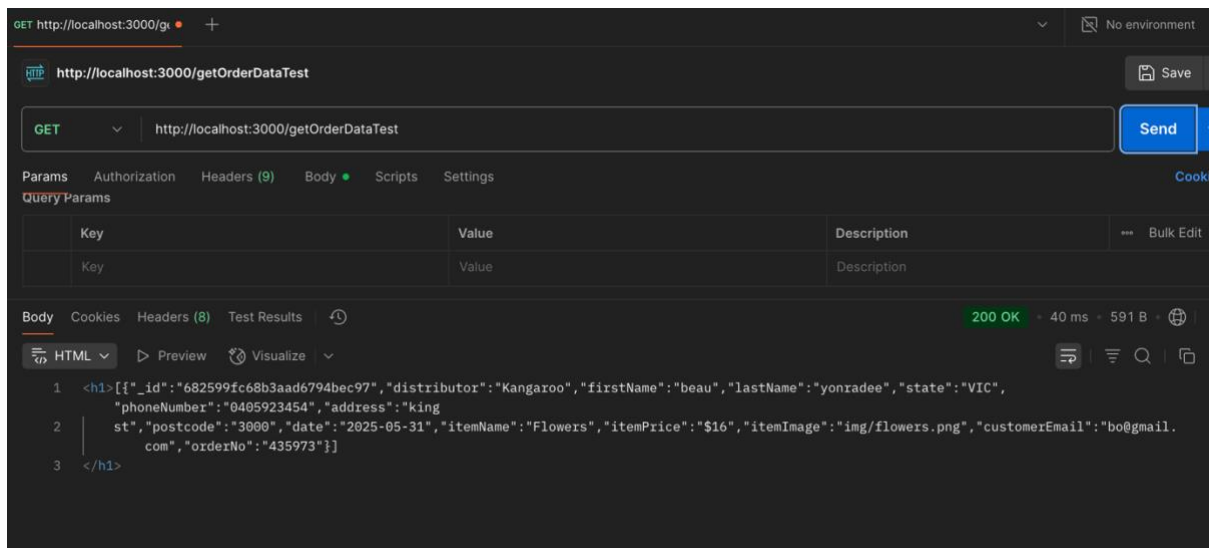 GET http://localhost:3000/ge
No environment
HTTP http://localhost:3000/getOrderDataTest
Save
GET http://localhost:3000/getOrderDataTest
Send
Params Authorization Headers (9) Body Scripts Settings
Cooki
Query Params
Key Value Description
Bulk Edit
Key Value Description
Body Cookies Headers (8) Test Results
200 OK 40 ms 591 B
HTML Preview Visualize
1 <h1>[{"_id":"682599fc68b3aad6794bec97","distributor":"Kangaroo","firstName":"beau","lastName":"yonradee","state":"VIC",
"phoneNumber":"0405923454","address":"king
2 st","postcode":"3000","date":"2025-05-31","itemName":"Flowers","itemPrice":"$16","itemImage":"img/flowers.png","customerEmail":"bo@gmail.
com","orderNo":"435973"}]
3 </h1>